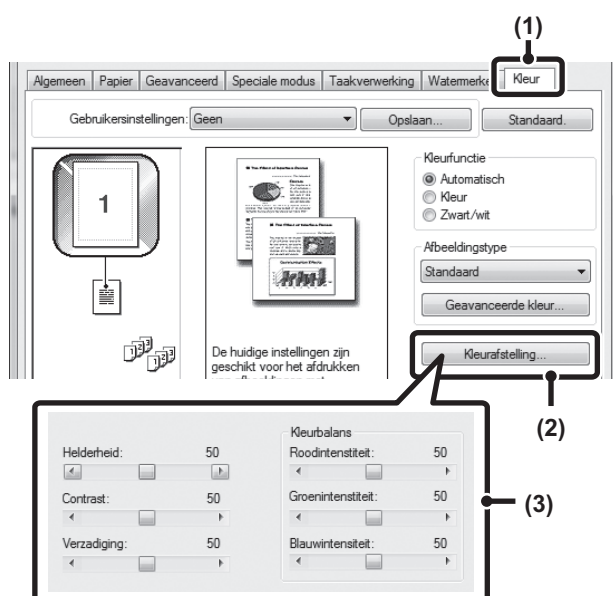 (1)
Algemeen Papier Geavanceerd Speciale modus Taakverwerking Watermerke Kleur
Gebruikersinstellingen: Geen Opslaan... Standaard.
1
Kleurfunctie
Automatisch
Kleur
Zwart/wit
Afbeeldingstype
Standaard
Geavanceerde kleur...
Kleurafstelling...
De huidige instellingen zijn
geschikt voor het afdrukken
(2)
Helderheid: 50
Contrast: 50
Verzadiging: 50
Kleurbalans
Roodintenstiteit: 50
Groenintenstiteit: 50
Blauwintensiteit: 50
(3)